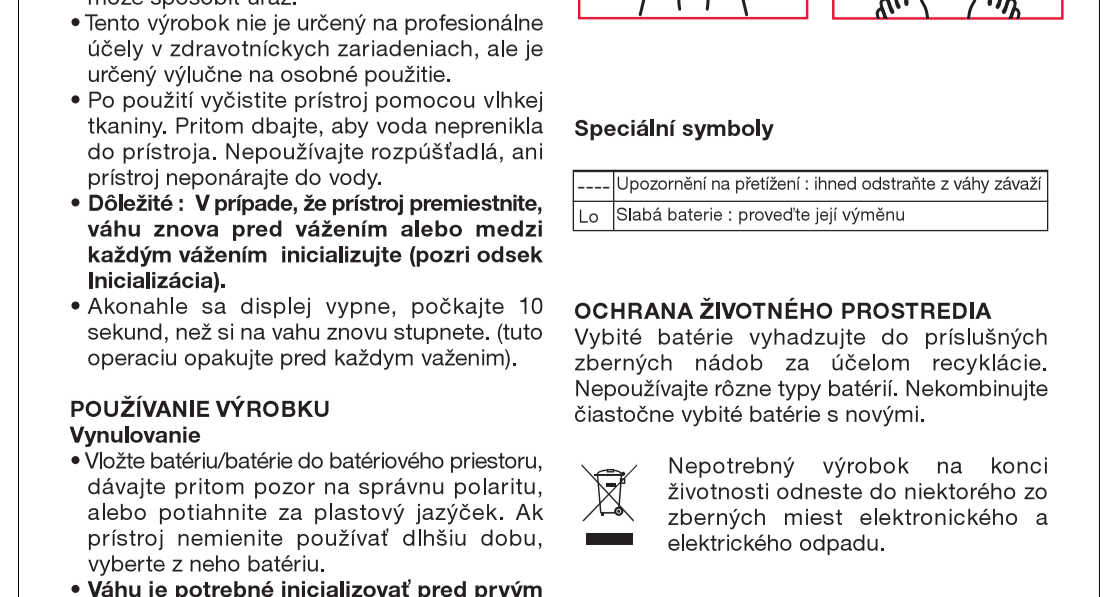 môže spôsobiť úraz.
• Tento výrobok nie je určený na profesionálne
účely v zdravotníckych zariadeniach, ale je
určený výlučne na osobné použitie.
• Po použití vyčistite prístroj pomocou vlhkej
tkaniny. Pritom dbajte, aby voda neprenikla
do prístroja. Nepoužívajte rozpúšťadlá, ani
prístroj neponárajte do vody.
• Dôležité : V prípade, že prístroj premiestnite,
váhu znova pred vážením alebo medzi
každým vážením inicializujte (pozri odsek
Inicializácia).
• Akonahle sa displej vypne, počkajte 10
sekund, než si na vahu znovu stupnete. (tuto
operaciu opakujte pred každym važenim).
POUŽÍVANIE VÝROBKU
Vynulovanie
• Vložte batériu/batérie do batériového priestoru,
dávajte pritom pozor na správnu polaritu,
alebo potiahnite za plastový jazýček. Ak
prístroj nemienite používať dlhšiu dobu,
vyberte z neho batériu.
• Váhu je potrebné inicializovať pred prvým
Speciální symboly
---- Upozornění na přetížení : ihned odstraňte z váhy závaží
Lo Slabá baterie : proveďte její výměnu
OCHRANA ŽIVOTNÉHO PROSTREDIA
Vybité batérie vyhadzujte do príslušných
zberných nádob za účelom recyklácie.
Nepoužívajte rôzne typy batérií. Nekombinujte
čiastočne vybité batérie s novými.
Nepotrebný výrobok na konci
životnosti odneste do niektorého zo
zberných miest elektronického a
elektrického odpadu.